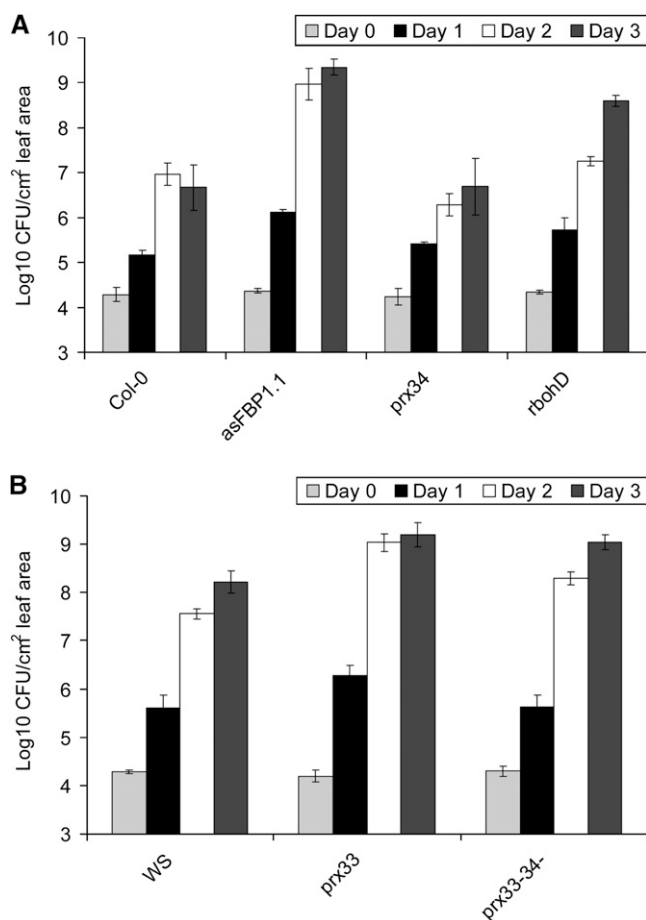 A
Day 0 Day 1 Day 2 Day 3
Log10 CFU/cm² leaf area
10
9
8
7
6
5
4
3
Col-0
asFBP1.1
prx34
rbohD
B
Day 0 Day 1 Day 2 Day 3
Log10 CFU/cm² leaf area
10
9
8
7
6
5
4
3
WS
prx33
prx33-34-